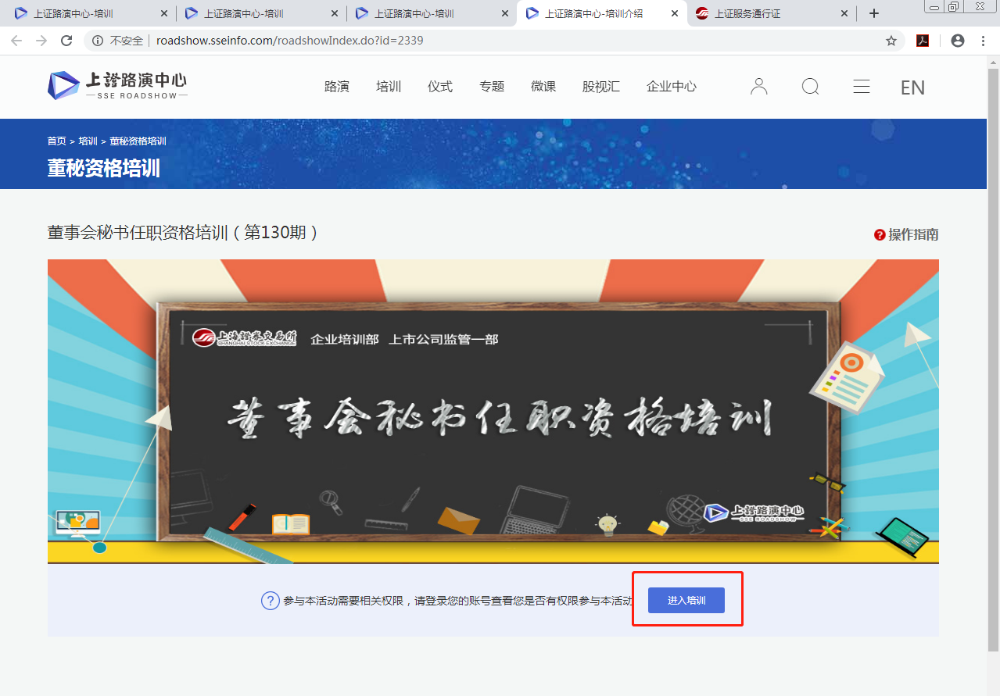 上证路演中心-培训
上证路演中心-培训
上证路演中心-培训
上证路演中心-培训介绍
上证服务通行证
不安全
roadshow.sseinfo.com/roadshowIndex.do?id=2339
上證路演中心
SSE ROADSHOW
路演
培训
仪式
专题
微课
股视汇
企业中心
EN
首页 > 培训 > 董秘资格培训
董秘资格培训
董事会秘书任职资格培训（第130期）
操作指南
上海證券交易所
SHANGHAI STOCK EXCHANGE
企业培训部 上市公司监管一部
董事会秘书任职资格培训
上證路演中心
SSE ROADSHOW
参与本活动需要相关权限，请登录您的账号查看您是否有权限参与本活动
进入培训